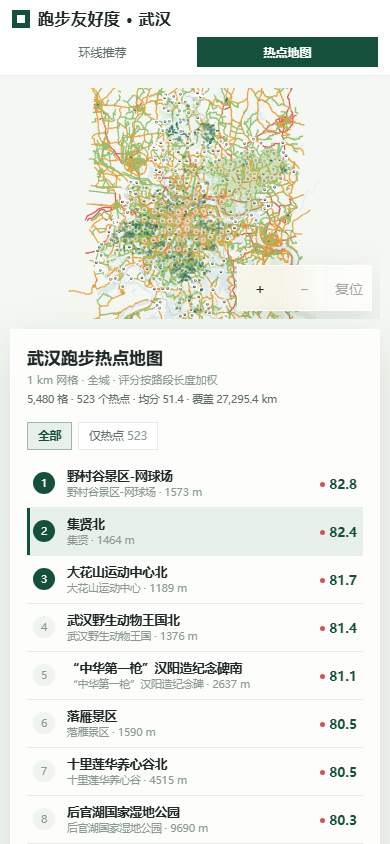 跑步友好度 • 武汉
环线推荐
热点地图
+
−
复位
武汉跑步热点地图
1 km 网格 · 全城 · 评分按路段长度加权
5,480 格 · 523 个热点 · 均分 51.4 · 覆盖 27,295.4 km
全部
仅热点 523
1
野村谷景区-网球场
野村谷景区-网球场 · 1573 m
82.8
2
集贤北
集贤 · 1464 m
82.4
3
大花山运动中心北
大花山运动中心 · 1189 m
81.7
4
武汉野生动物王国北
武汉野生动物王国 · 1376 m
81.4
5
“中华第一枪”汉阳造纪念碑南
“中华第一枪”汉阳造纪念碑 · 2637 m
81.1
6
落雁景区
落雁景区 · 1590 m
80.5
7
十里莲华养心谷北
十里莲华养心谷 · 4515 m
80.5
8
后官湖国家湿地公园
后官湖国家湿地公园 · 9690 m
80.3